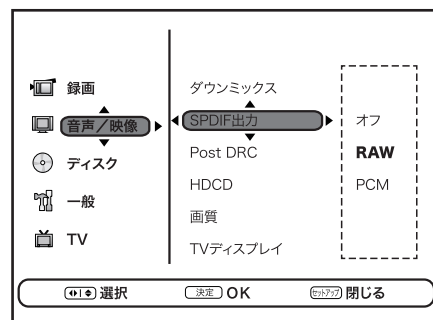 録画
音声／映像
ディスク
一般
TV
ダウンミックス
SPDIF出力
Post DRC
HDCD
画質
TVディスプレイ
オフ
RAW
PCM
選択 決定 OK セットアップ 閉じる